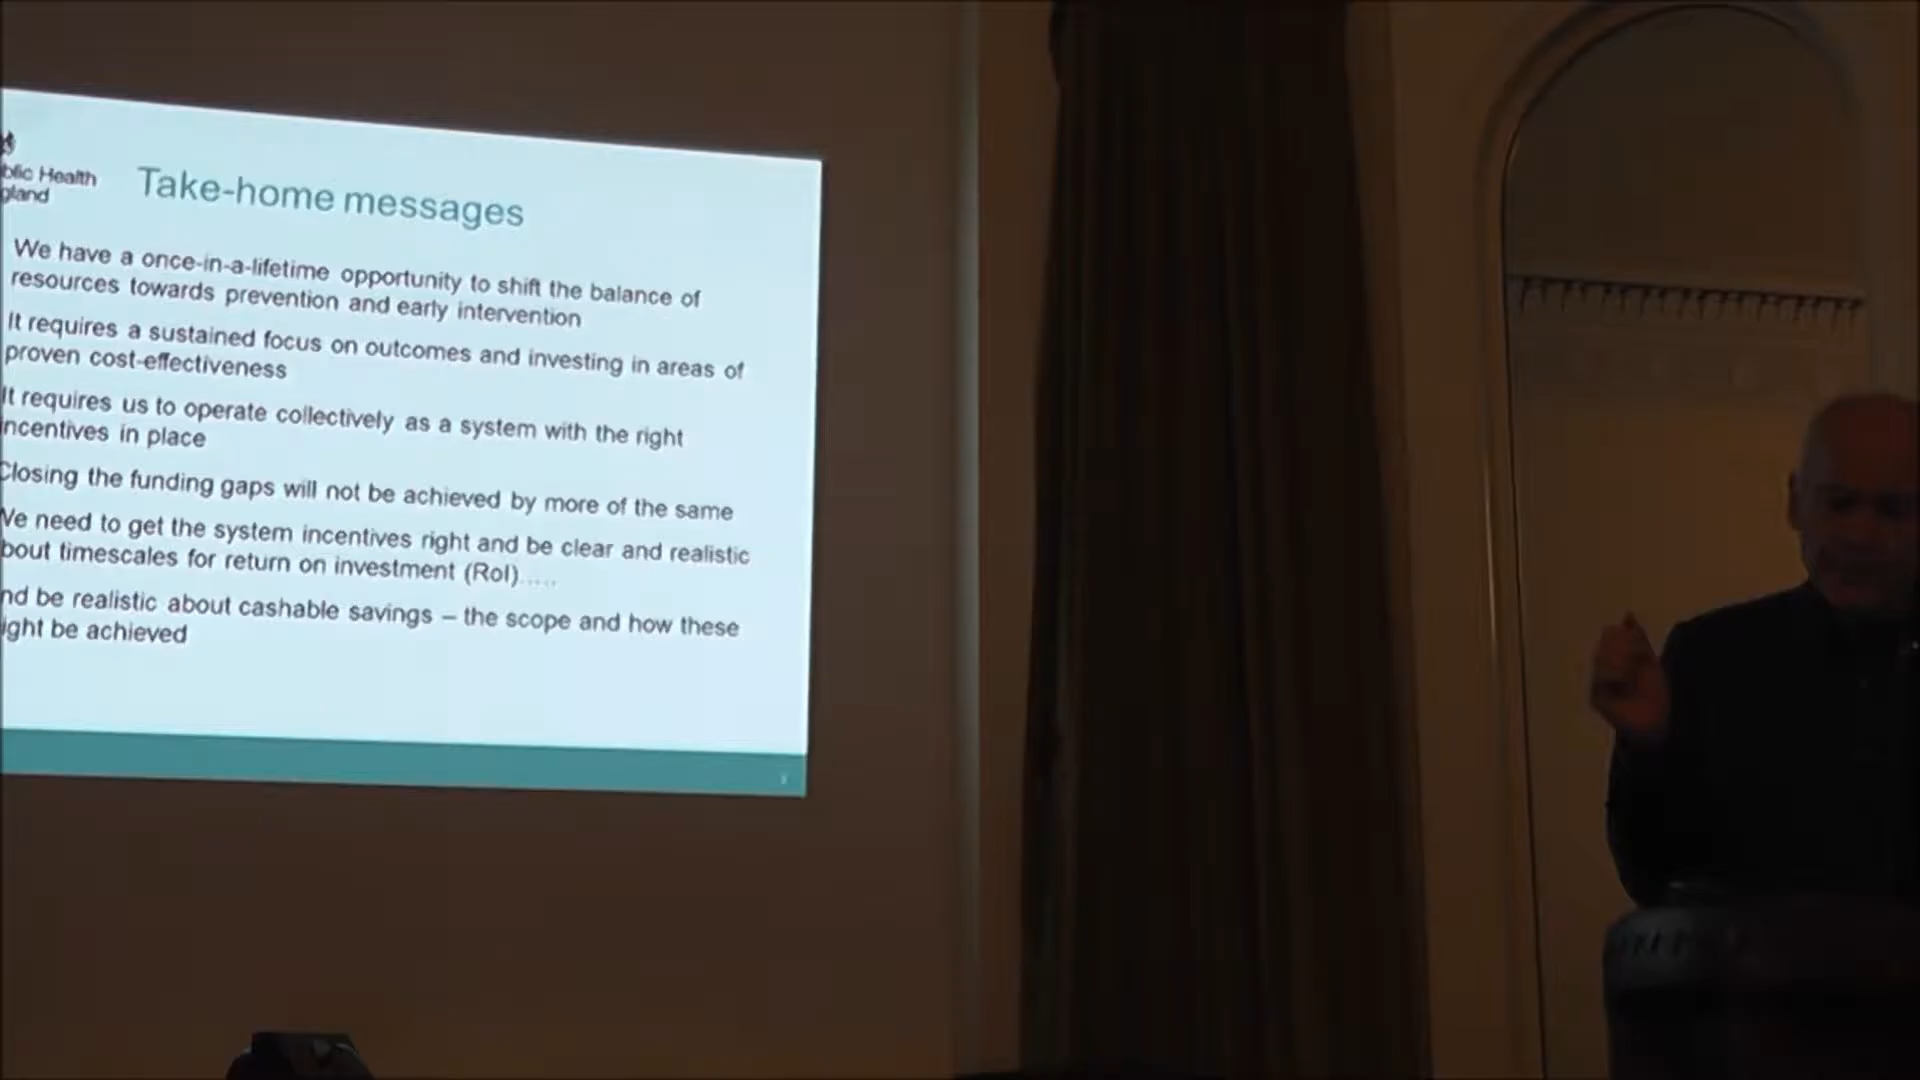 blic Health
gland
Take-home messages
We have a once-in-a-lifetime opportunity to shift the balance of
resources towards prevention and early intervention
It requires a sustained focus on outcomes and investing in areas of
proven cost-effectiveness
It requires us to operate collectively as a system with the right
incentives in place
Closing the funding gaps will not be achieved by more of the same
We need to get the system incentives right and be clear and realistic
bout timescales for return on investment (RoI).....
nd be realistic about cashable savings – the scope and how these
ight be achieved